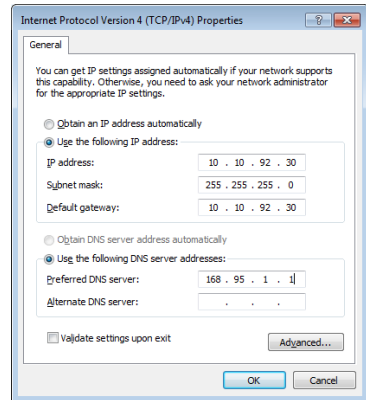 Internet Protocol Version 4 (TCP/IPv4) Properties
General
You can get IP settings assigned automatically if your network supports
this capability. Otherwise, you need to ask your network administrator
for the appropriate IP settings.
Obtain an IP address automatically
Use the following IP address:
IP address: 10 . 10 . 92 . 30
Subnet mask: 255 . 255 . 255 . 0
Default gateway: 10 . 10 . 92 . 30
Obtain DNS server address automatically
Use the following DNS server addresses:
Preferred DNS server: 168 . 95 . 1 . 1
Alternate DNS server: . . .
Validate settings upon exit
Advanced...
OK Cancel